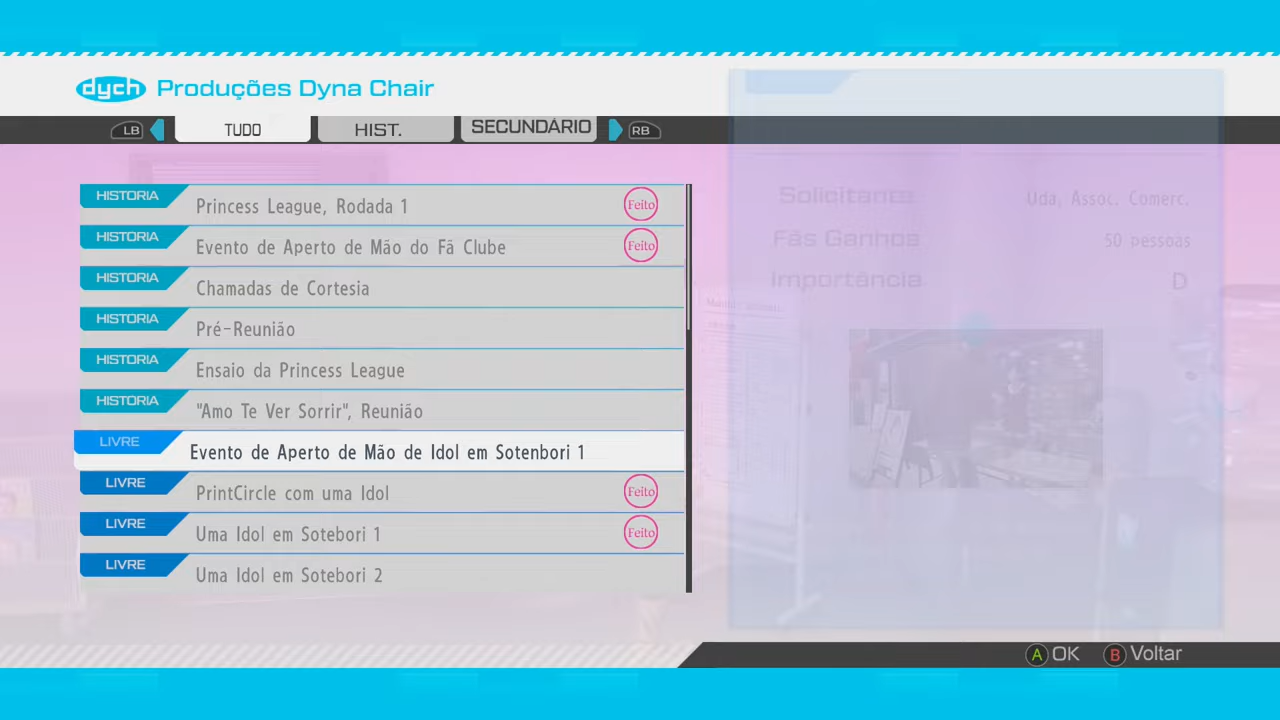 dych Produções Dyna Chair
LB TUDO HIST. SECUNDÁRIO RB
HISTORIA Princess League, Rodada 1 Feito
HISTORIA Evento de Aperto de Mão do Fã Clube Feito
HISTORIA Chamadas de Cortesia
HISTORIA Pré-Reunião
HISTORIA Ensaio da Princess League
HISTORIA "Amo Te Ver Sorrir", Reunião
LIVRE Evento de Aperto de Mão de Idol em Sotenbori 1
LIVRE PrintCircle com uma Idol Feito
LIVRE Uma Idol em Sotebori 1 Feito
LIVRE Uma Idol em Sotebori 2
Solicitante Uda, Assoc. Comerc.
Fãs Ganhos 50 pessoas
Importância D
A OK B Voltar